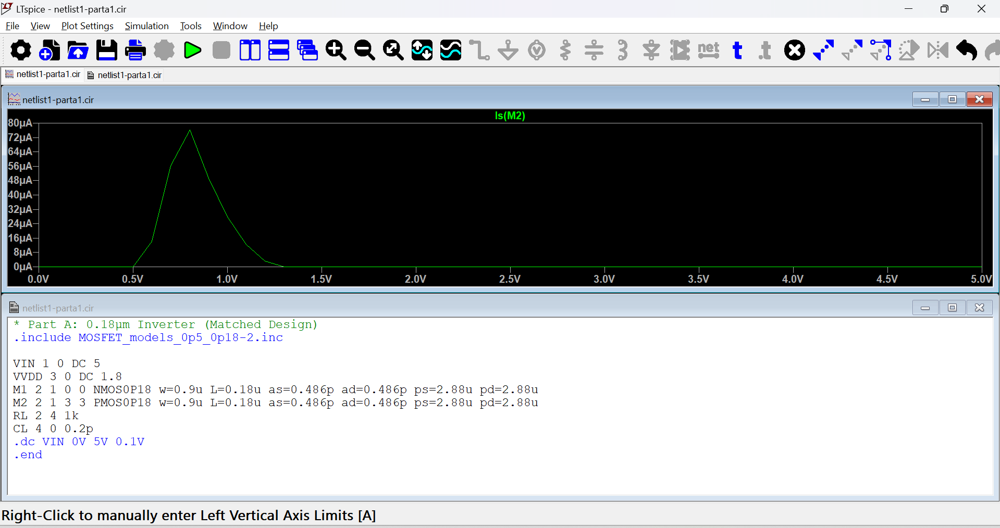 LTspice - netlist1-parta1.cir
File View Plot Settings Simulation Tools Window Help
net t .t
netlist1-parta1.cir netlist1-parta1.cir
netlist1-parta1.cir
Is(M2)
80µA
72µA
64µA
56µA
48µA
40µA
32µA
24µA
16µA
8µA
0µA
0.0V 0.5V 1.0V 1.5V 2.0V 2.5V 3.0V 3.5V 4.0V 4.5V 5.0V
netlist1-parta1.cir
* Part A: 0.18µm Inverter (Matched Design)
.include MOSFET_models_0p5_0p18-2.inc
VIN 1 0 DC 5
VVDD 3 0 DC 1.8
M1 2 1 0 0 NMOS0P18 w=0.9u L=0.18u as=0.486p ad=0.486p ps=2.88u pd=2.88u
M2 2 1 3 3 PMOS0P18 w=0.9u L=0.18u as=0.486p ad=0.486p ps=2.88u pd=2.88u
RL 2 4 1k
CL 4 0 0.2p
.dc VIN 0V 5V 0.1V
.end
Right-Click to manually enter Left Vertical Axis Limits [A]